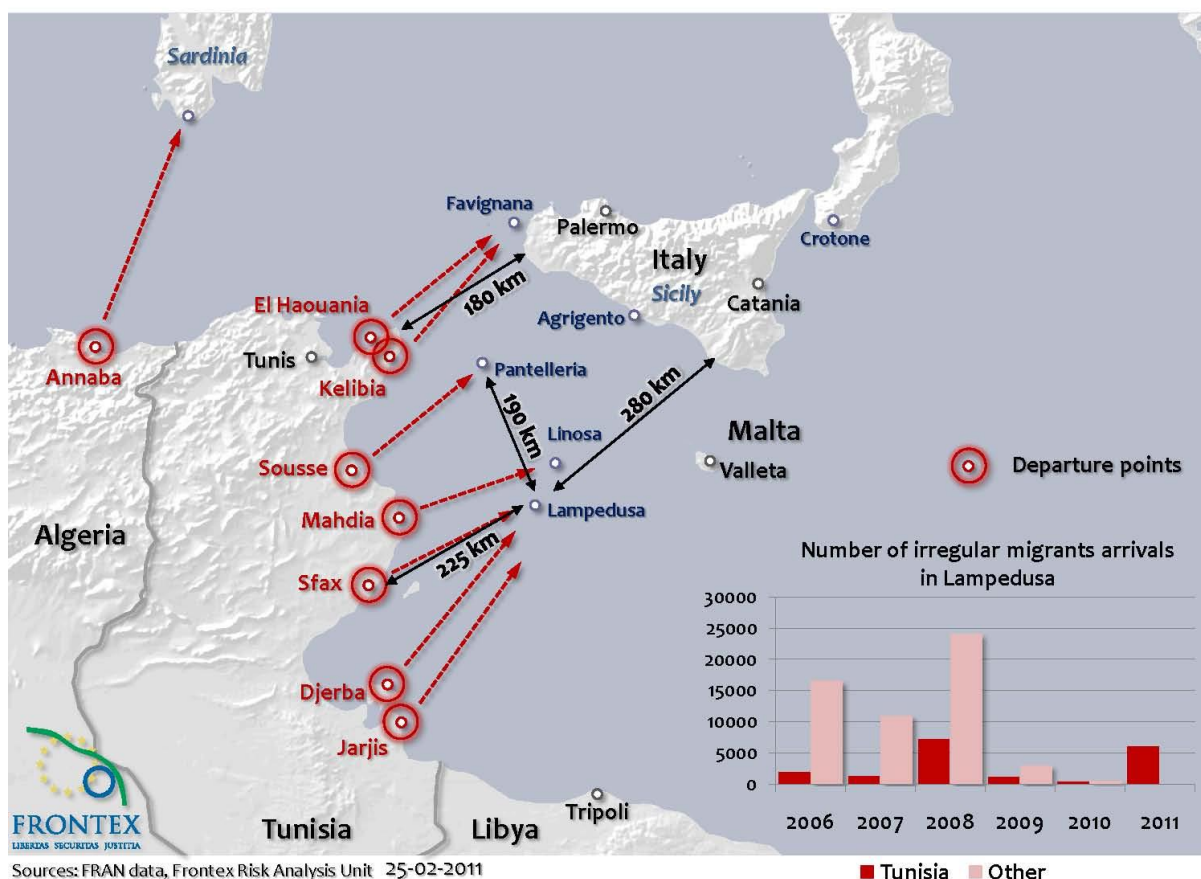 Sardinia
Favignana
Palermo
Crotone
Italy
Sicily
Catania
180 km
El Haouania
Agrigento
Tunis
Annaba
Kelibia
Pantelleria
280 km
190 km
Linosa
Malta
Valleta
Sousse
Departure points
Mahdia
Lampedusa
Algeria
225 km
Sfax
Djerba
Jarjis
Tunisia
Libya
Tripoli
Number of irregular migrants arrivals
in Lampedusa
30000
25000
20000
15000
10000
5000
0
2006 2007 2008 2009 2010 2011
Tunisia Other
FRONTEX
LIBERTAS SECURITAS JUSTITIA
Sources: FRAN data, Frontex Risk Analysis Unit 25-02-2011